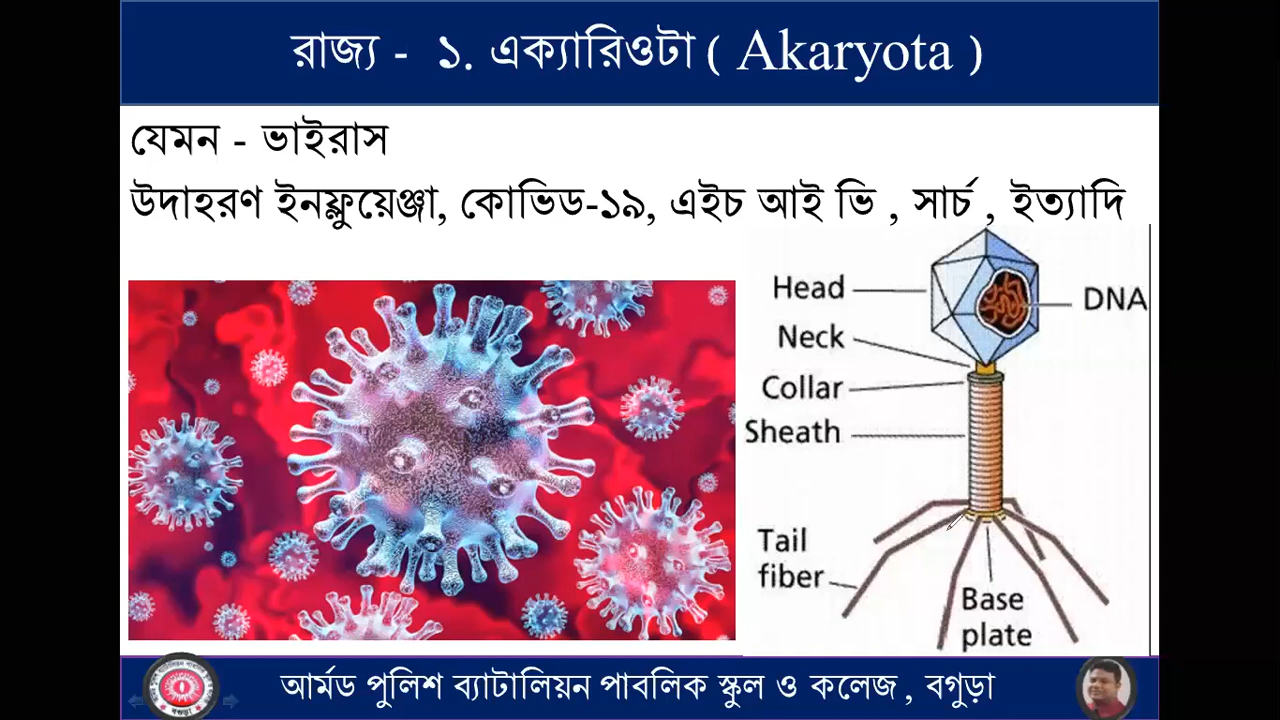 রাজ্য - ১. এক্যারিওটা ( Akaryota )
যেমন - ভাইরাস
উদাহরণ ইনফ্লুয়েঞ্জা, কোভিড-১৯, এইচ আই ভি , সার্চ , ইত্যাদি
Head
DNA
Neck
Collar
Sheath
Tail
fiber
Base
plate
আর্মড পুলিশ ব্যাটালিয়ন পাবলিক স্কুল ও কলেজ , বগুড়া
বগুড়া